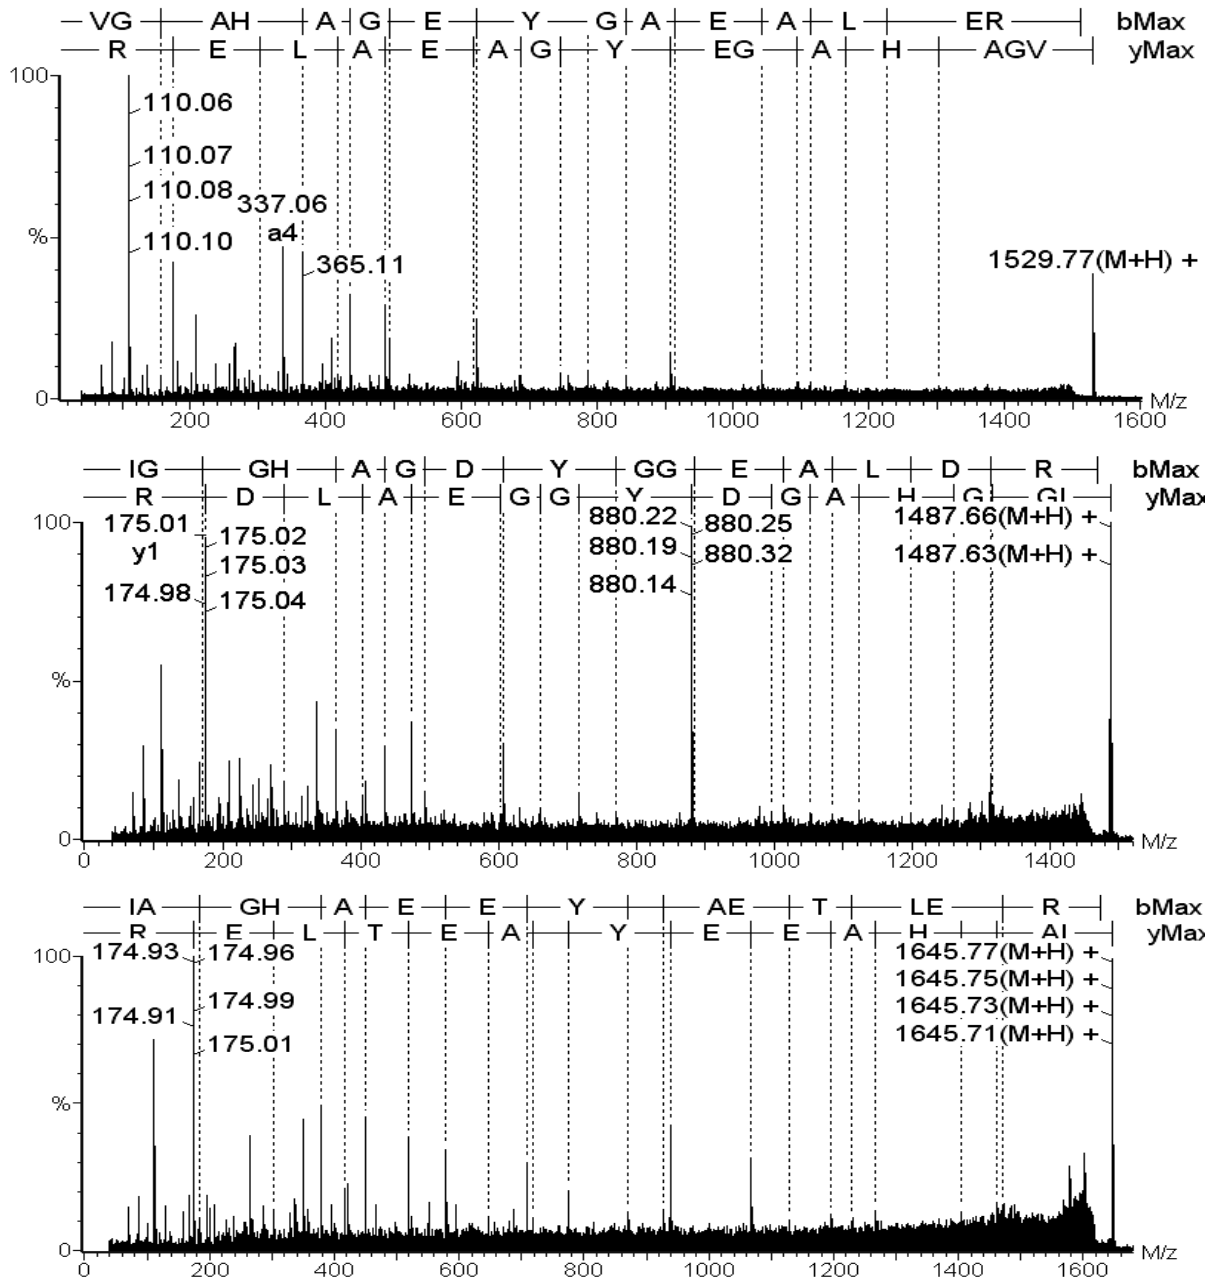 VG AH A G E Y G A E A L ER bMax
R E L A E A G Y EG A H AGV yMax
100
110.06
110.07
110.08
337.06
a4
110.10
365.11
1529.77(M+H) +
%
0
200 400 600 800 1000 1200 1400 1600
M/z
IG GH A G D Y GG E A L D R bMax
R D L A E G G Y D G A H G GI yMax
100
175.01
y1
175.02
175.03
174.98
175.04
880.22
880.25
880.19
880.32
880.14
1487.66(M+H) +
1487.63(M+H) +
%
0
0 200 400 600 800 1000 1200 1400
M/z
IA GH A E E Y AE T LE R bMax
R E L T E A Y E E A H AI yMax
100
174.93
174.96
174.99
174.91
175.01
1645.77(M+H) +
1645.75(M+H) +
1645.73(M+H) +
1645.71(M+H) +
%
0
0 200 400 600 800 1000 1200 1400 1600
M/z